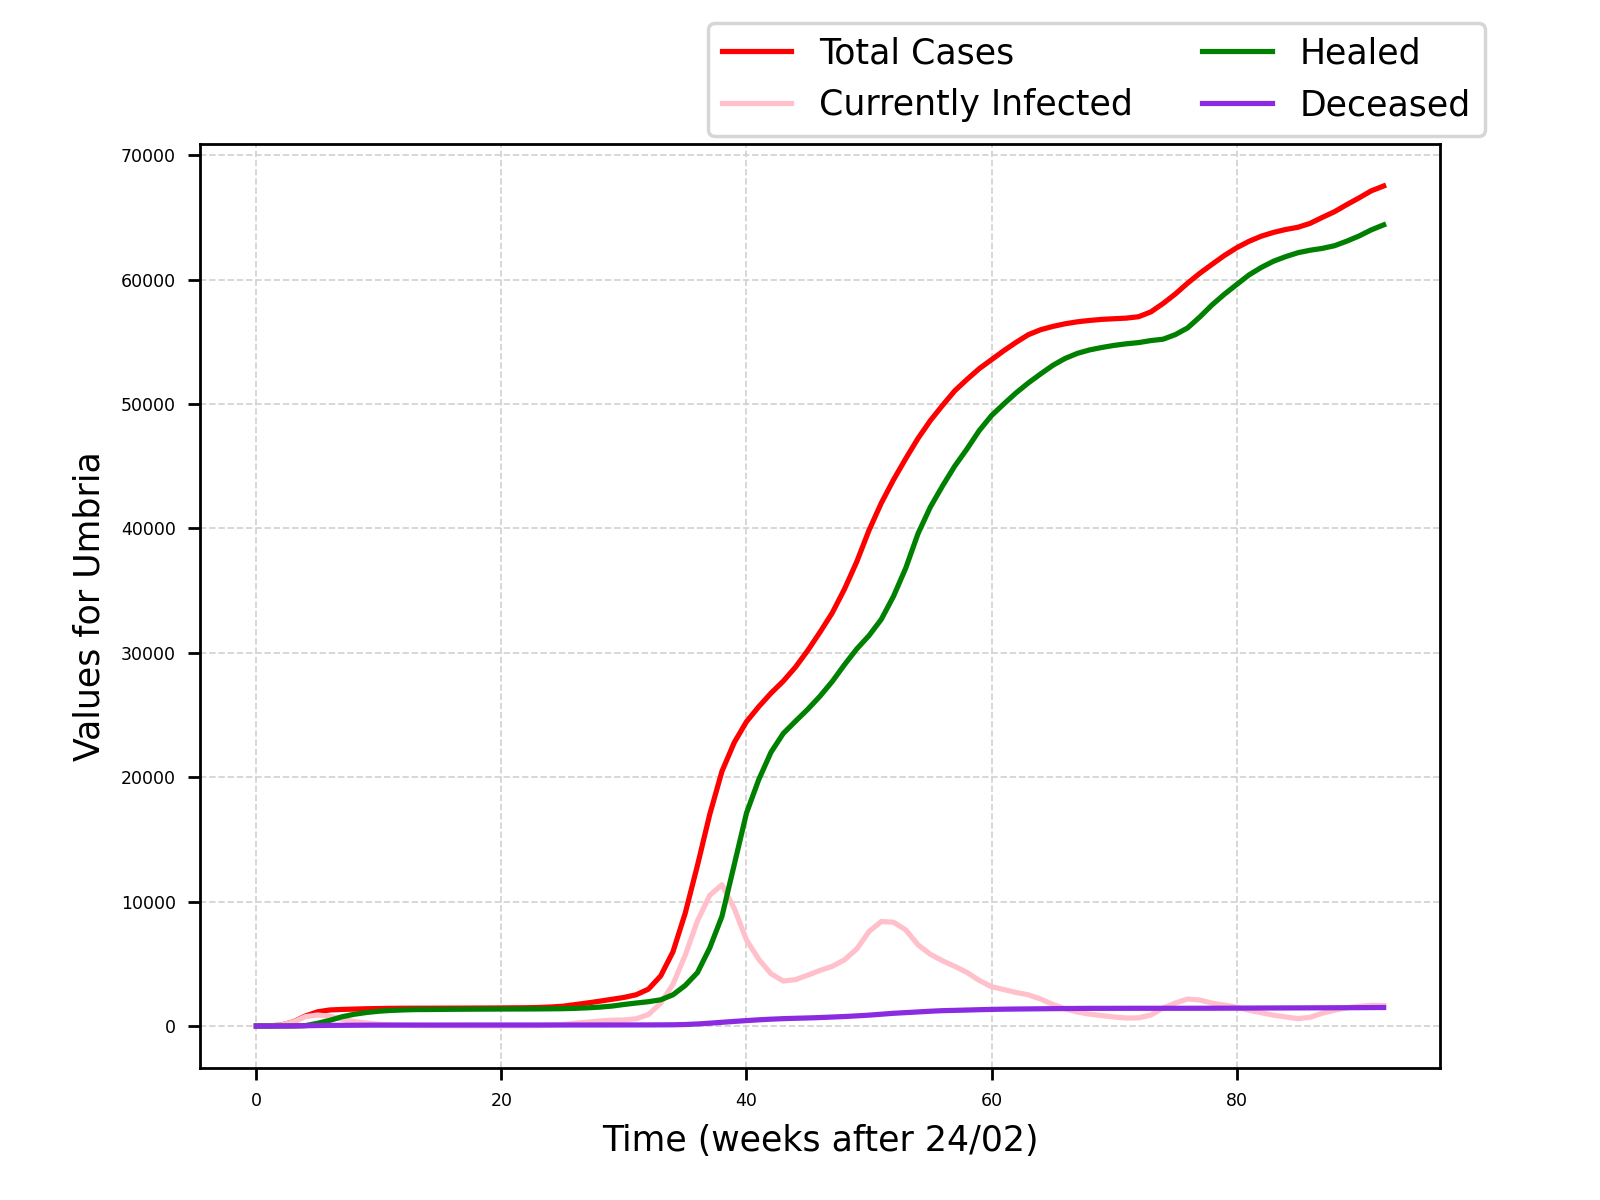 Total Cases
Currently Infected
Healed
Deceased
70000
60000
50000
40000
30000
20000
10000
0
Values for Umbria
0 20 40 60 80
Time (weeks after 24/02)